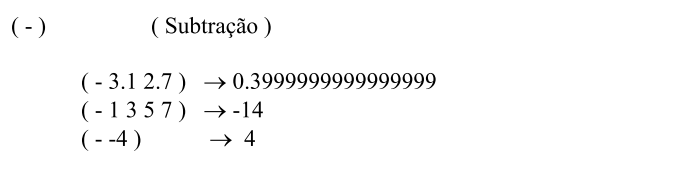 ( - ) ( Subtração )
( - 3.1 2.7 ) → 0.3999999999999999
( - 1 3 5 7 ) → -14
( - -4 ) → 4